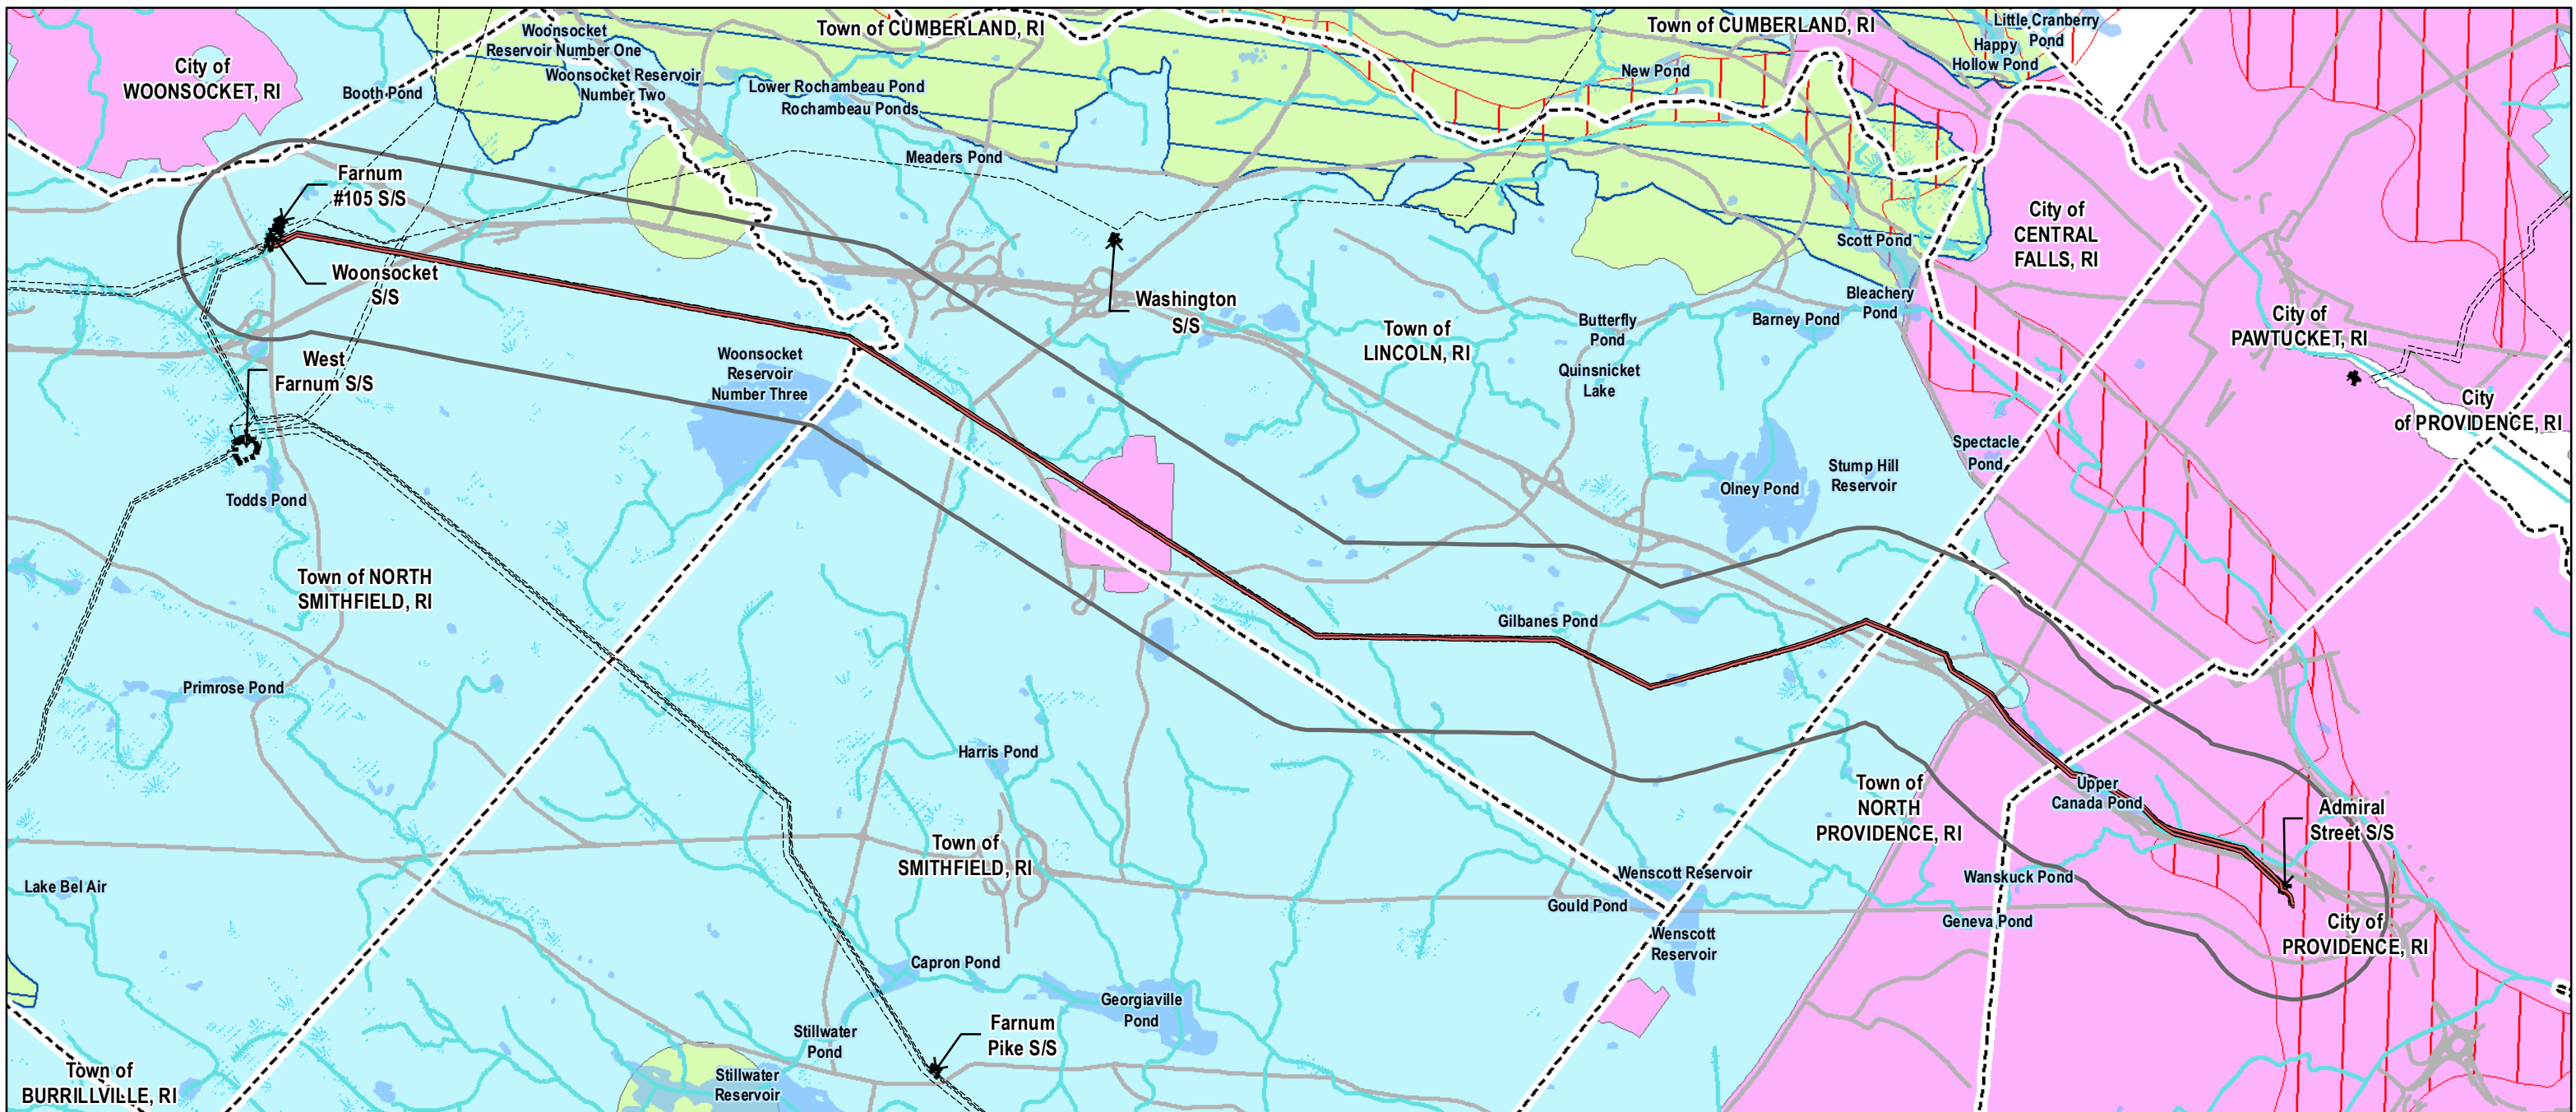 Town of CUMBERLAND, RI
Town of CUMBERLAND, RI
Little Cranberry
Pond
Happy
Hollow Pond
Woonsocket
Reservoir Number One
City of
WOONSOCKET, RI
Booth Pond
Woonsocket Reservoir
Number Two
Lower Rochambeau Pond
Rochambeau Ponds
New Pond
Meaders Pond
Farnum
#105 S/S
Woonsocket
S/S
Scott Pond
City of
CENTRAL
FALLS, RI
Washington
S/S
Town of
LINCOLN, RI
Butterfly
Pond
Barney Pond
Bleachery
Pond
City of
PAWTUCKET, RI
West
Farnum S/S
Woonsocket
Reservoir
Number Three
Quinsnicket
Lake
City
of PROVIDENCE, RI
Spectacle
Pond
Stump Hill
Reservoir
Olney Pond
Todds Pond
Town of NORTH
SMITHFIELD, RI
Gilbanes Pond
Primrose Pond
Harris Pond
Town of
NORTH
PROVIDENCE, RI
Upper
Canada Pond
Admiral
Street S/S
Town of
SMITHFIELD, RI
Lake Bel Air
Wenscott Reservoir
Wanskuck Pond
Gould Pond
Geneva Pond
City of
PROVIDENCE, RI
Wenscott
Reservoir
Capron Pond
Georgiaville
Pond
Farnum
Pike S/S
Stillwater
Pond
Stillwater
Reservoir
Town of
BURRILLVILLE, RI